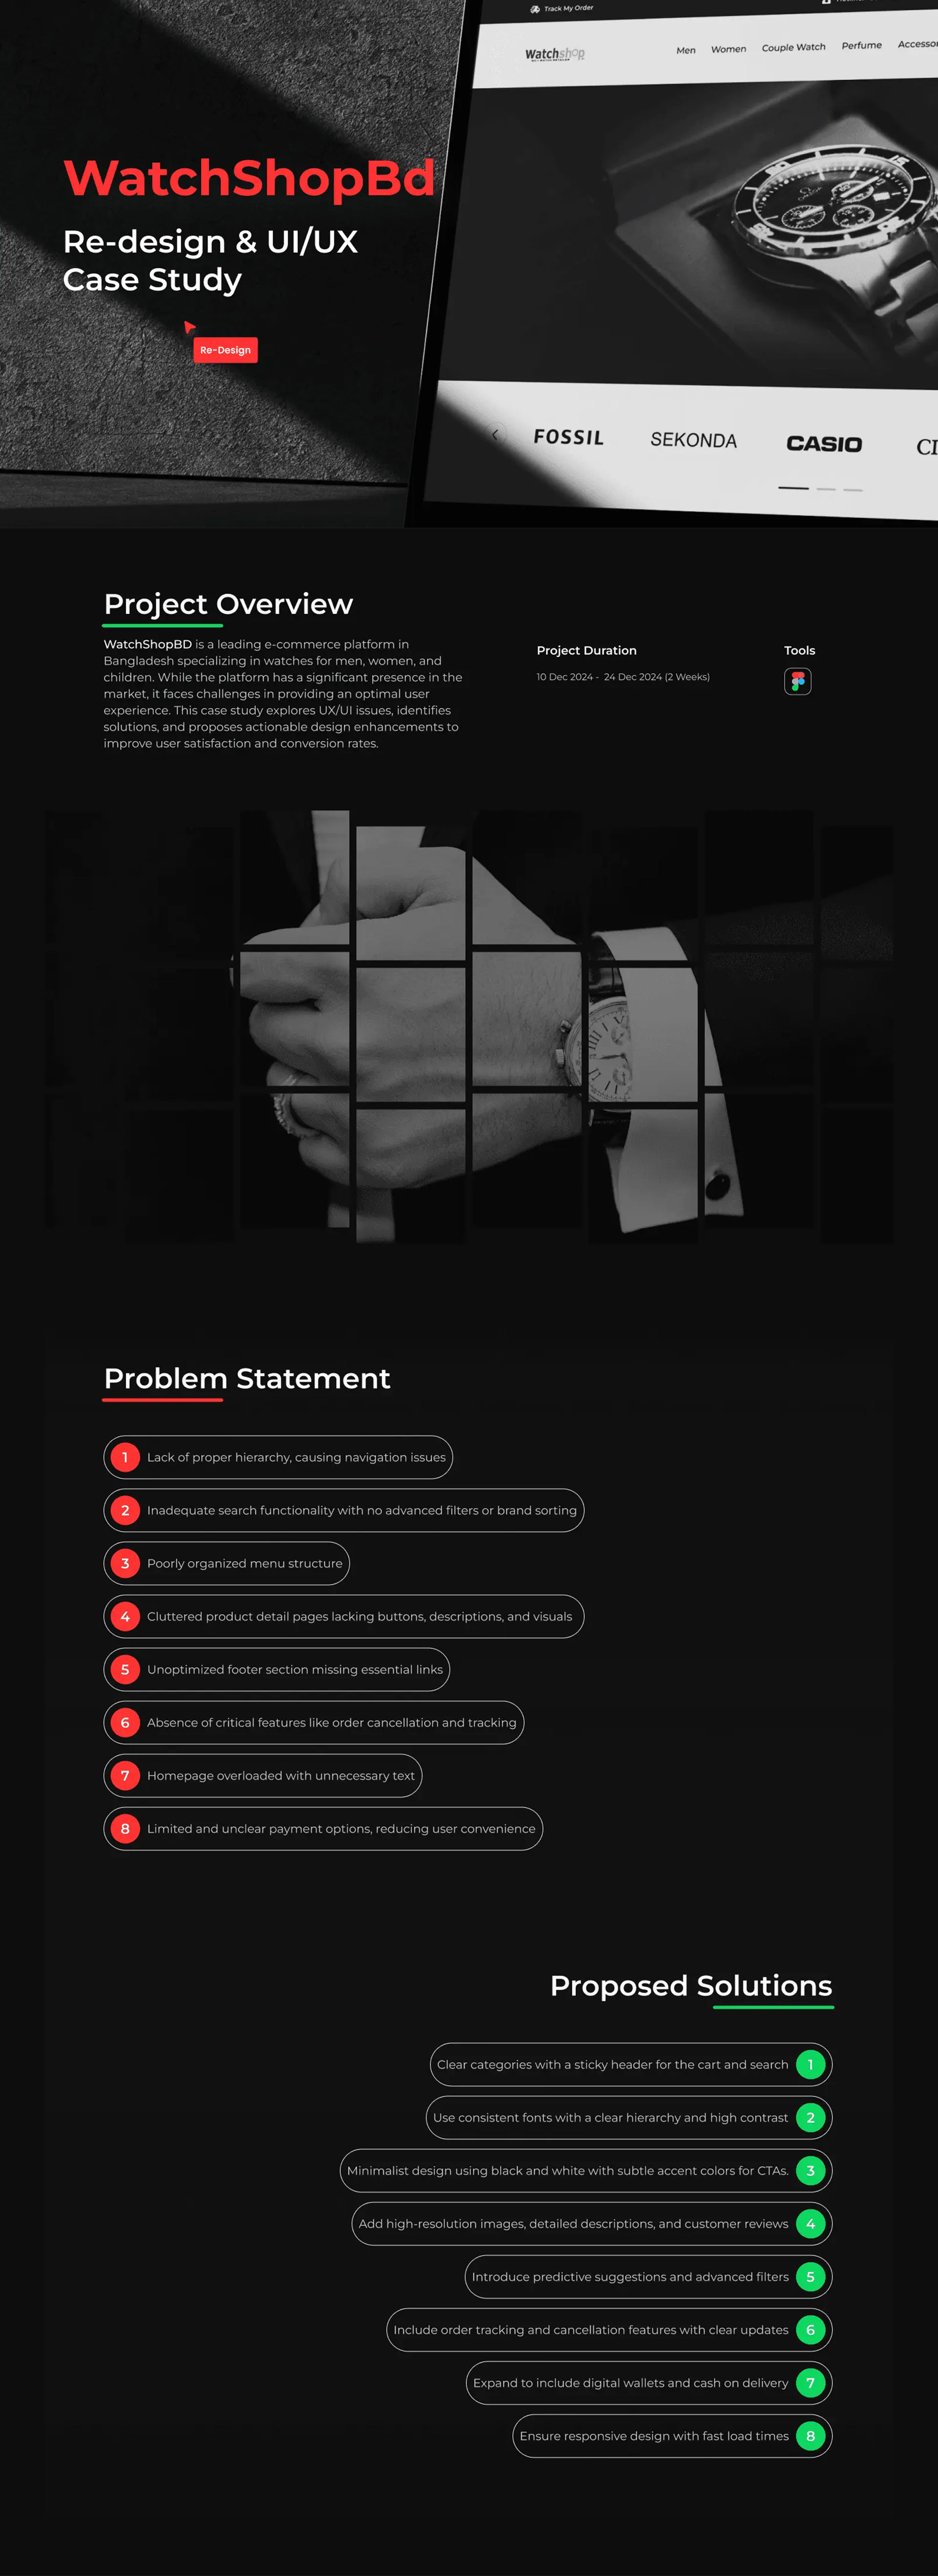 Track My Order
Watchshop
Men Women Couple Watch Perfume
WatchShopBd
Re-design & UI/UX
Case Study
Re-Design
FOSSIL SEKONDA CASIO
Project Overview
WatchShopBD is a leading e-commerce platform in
Bangladesh specializing in watches for men, women, and
children. While the platform has a significant presence in the
market, it faces challenges in providing an optimal user
experience. This case study explores UX/UI issues, identifies
solutions, and proposes actionable design enhancements to
improve user satisfaction and conversion rates.
Project Duration
10 Dec 2024 - 24 Dec 2024 (2 Weeks)
Tools
Problem Statement
1 Lack of proper hierarchy, causing navigation issues
2 Inadequate search functionality with no advanced filters or brand sorting
3 Poorly organized menu structure
4 Cluttered product detail pages lacking buttons, descriptions, and visuals
5 Unoptimized footer section missing essential links
6 Absence of critical features like order cancellation and tracking
7 Homepage overloaded with unnecessary text
8 Limited and unclear payment options, reducing user convenience
Proposed Solutions
Clear categories with a sticky header for the cart and search 1
Use consistent fonts with a clear hierarchy and high contrast 2
Minimalist design using black and white with subtle accent colors for CTAs. 3
Add high-resolution images, detailed descriptions, and customer reviews 4
Introduce predictive suggestions and advanced filters 5
Include order tracking and cancellation features with clear updates 6
Expand to include digital wallets and cash on delivery 7
Ensure responsive design with fast load times 8